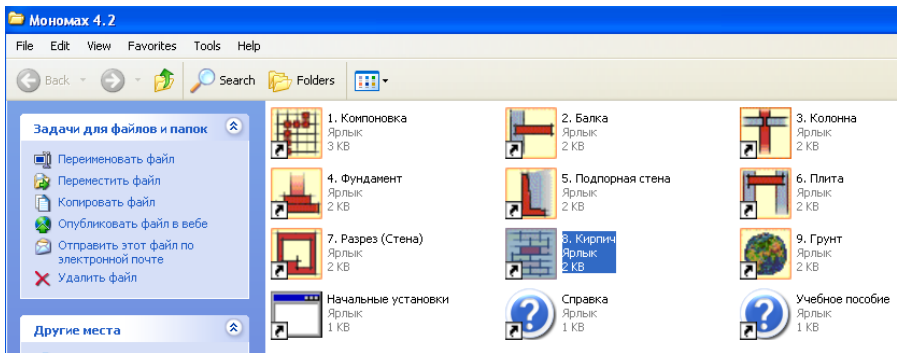 Мономах 4.2
File Edit View Favorites Tools Help
Back Search Folders
Задачи для файлов и папок
Переименовать файл
Переместить файл
Копировать файл
Опубликовать файл в вебе
Отправить этот файл по
электронной почте
Удалить файл
Другие места
1. Компоновка
Ярлык
3 KB
2. Балка
Ярлык
2 KB
3. Колонна
Ярлык
2 KB
4. Фундамент
Ярлык
2 KB
5. Подпорная стена
Ярлык
2 KB
6. Плита
Ярлык
2 KB
7. Разрез (Стена)
Ярлык
2 KB
8. Кирпич
Ярлык
2 KB
9. Грунт
Ярлык
2 KB
Начальные установки
Ярлык
1 KB
Справка
Ярлык
1 KB
Учебное пособие
Ярлык
1 KB